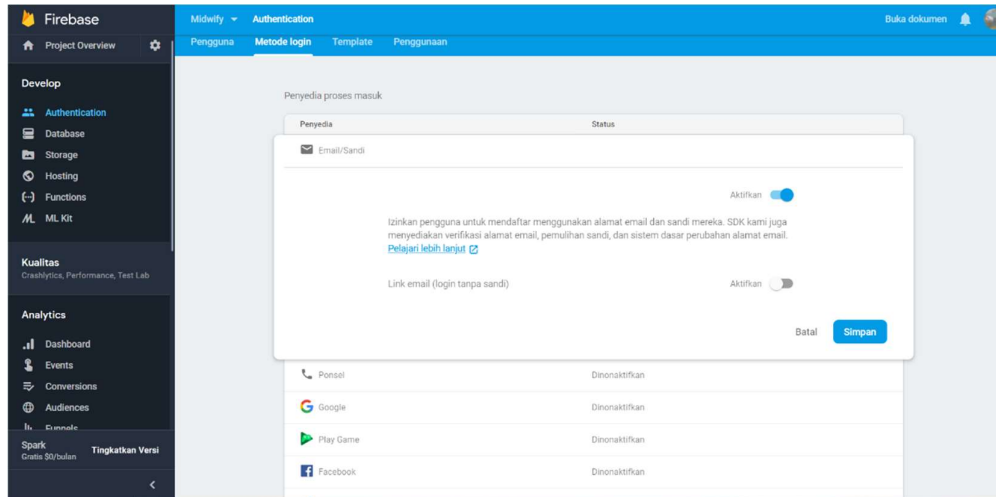 Firebase
Project Overview
Develop
Authentication
Database
Storage
Hosting
Functions
ML Kit
Kualitas
Crashlytics, Performance, Test Lab
Analytics
Dashboard
Events
Conversions
Audiences
Funnels
Spark
Gratis $0/bulan
Tingkatkan Versi
Midwify
Authentication
Buka dokumen
Pengguna
Metode login
Template
Penggunaan
Penyedia proses masuk
Penyedia
Status
Email/Sandi
Aktifkan
Izinkan pengguna untuk mendaftar menggunakan alamat email dan sandi mereka. SDK kami juga
menyediakan verifikasi alamat email, pemulihan sandi, dan sistem dasar perubahan alamat email.
Pelajari lebih lanjut
Link email (login tanpa sandi)
Aktifkan
Batal
Simpan
Ponsel
Dinonaktifkan
Google
Dinonaktifkan
Play Game
Dinonaktifkan
Facebook
Dinonaktifkan